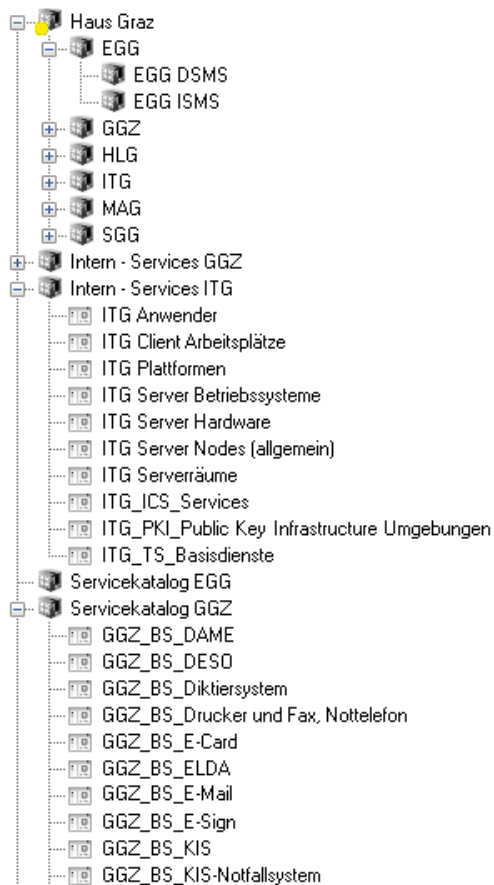 Haus Graz
EGG
EGG DSMS
EGG ISMS
GGZ
HLG
ITG
MAG
SGG
Intern - Services GGZ
Intern - Services ITG
ITG Anwender
ITG Client Arbeitsplätze
ITG Plattformen
ITG Server Betriebssysteme
ITG Server Hardware
ITG Server Nodes (allgemein)
ITG Serverräume
ITG_ICS_Services
ITG_PKI_Public Key Infrastructure Umgebungen
ITG_TS_Basisdienste
Servicekatalog EGG
Servicekatalog GGZ
GGZ_BS_DAME
GGZ_BS_DESO
GGZ_BS_Diktiersystem
GGZ_BS_Drucker und Fax, Nottelefon
GGZ_BS_E-Card
GGZ_BS_ELDA
GGZ_BS_E-Mail
GGZ_BS_E-Sign
GGZ_BS_KIS
GGZ_BS_KIS-Notfallsystem